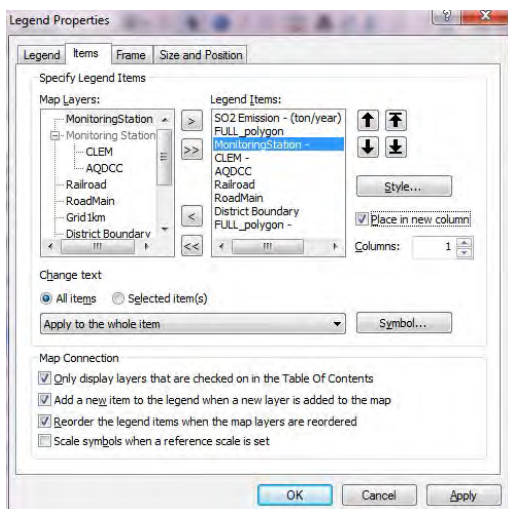 Legend Properties
Legend Items Frame Size and Position
Specify Legend Items
Map Layers:
MonitoringStation
Monitoring Station
CLEM
AQDCC
Railroad
RoadMain
Grid1km
District Boundary
>
>>
<
<<
Legend Items:
SO2 Emission - (ton/year)
FULL_polygon
MonitoringStation -
CLEM -
AQDCC
Railroad
RoadMain
District Boundary
FULL_polygon -
Style...
Place in new column
Columns: 1
Change text
All items Selected item(s)
Apply to the whole item Symbol...
Map Connection
Only display layers that are checked on in the Table Of Contents
Add a new item to the legend when a new layer is added to the map
Reorder the legend items when the map layers are reordered
Scale symbols when a reference scale is set
OK Cancel Apply